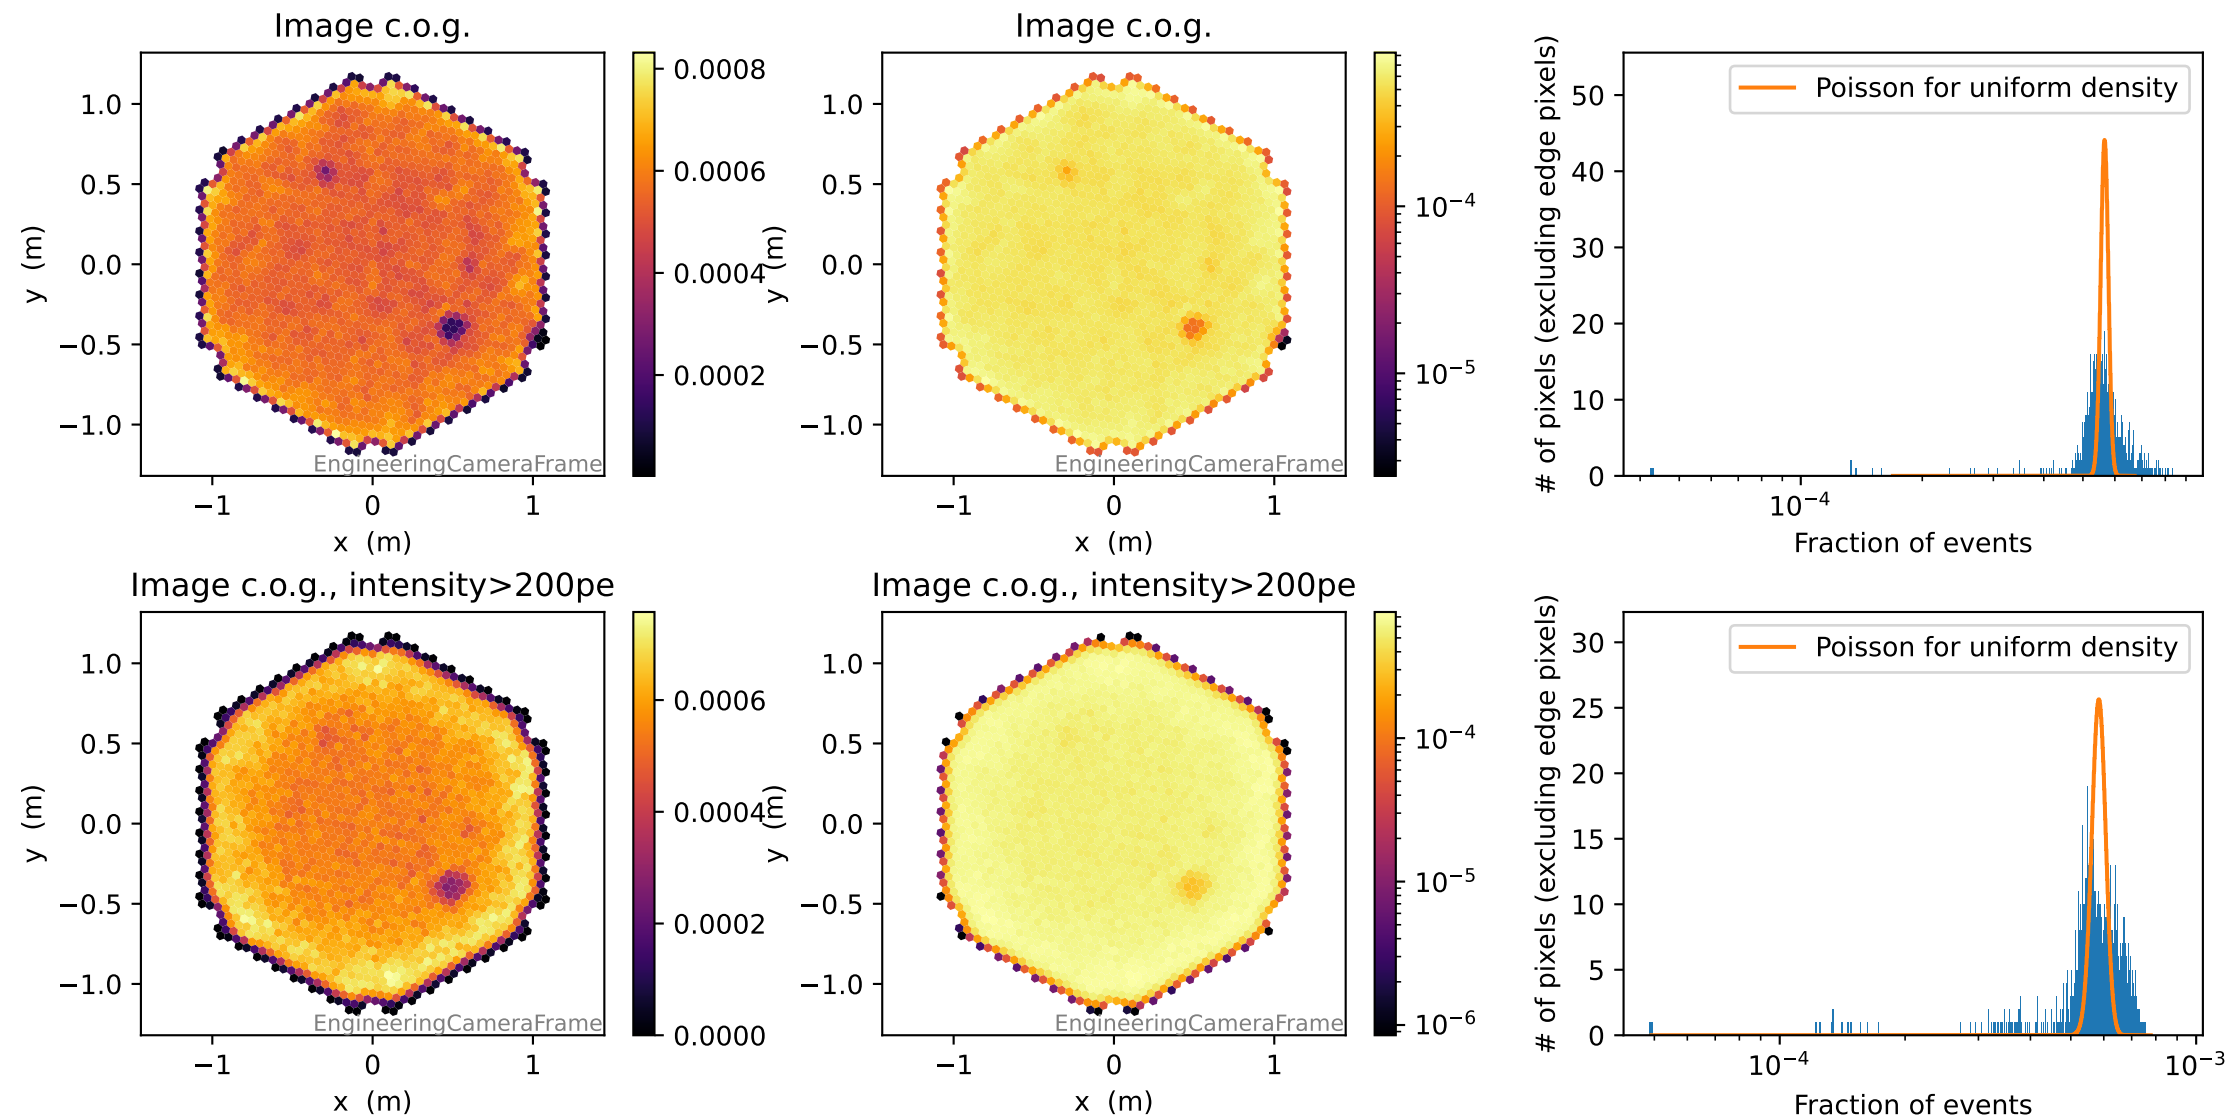 Image c.o.g.
1.0
0.5
0.0
−0.5
−1.0
y (m)
−1
0
1
x (m)
EngineeringCameraFrame
0.0008
0.0006
0.0004
0.0002
Image c.o.g.
1.0
0.5
0.0
−0.5
−1.0
y (m)
−1
0
1
x (m)
EngineeringCameraFrame
10⁻⁴
10⁻⁵
# of pixels (excluding edge pixels)
50
40
30
20
10
0
Poisson for uniform density
10⁻⁴
Fraction of events
Image c.o.g., intensity>200pe
1.0
0.5
0.0
−0.5
−1.0
y (m)
−1
0
1
x (m)
EngineeringCameraFrame
0.0006
0.0004
0.0002
0.0000
Image c.o.g., intensity>200pe
1.0
0.5
0.0
−0.5
−1.0
y (m)
−1
0
1
x (m)
EngineeringCameraFrame
10⁻⁴
10⁻⁵
10⁻⁶
# of pixels (excluding edge pixels)
30
25
20
15
10
5
0
Poisson for uniform density
10⁻⁴
10⁻³
Fraction of events